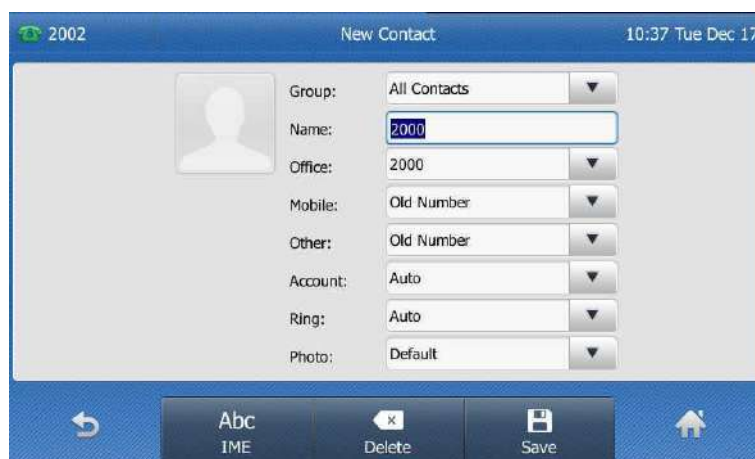 2002 New Contact 10:37 Tue Dec 17
Group: All Contacts
Name: 2000
Office: 2000
Mobile: Old Number
Other: Old Number
Account: Auto
Ring: Auto
Photo: Default
Abc
IME
Delete
Save